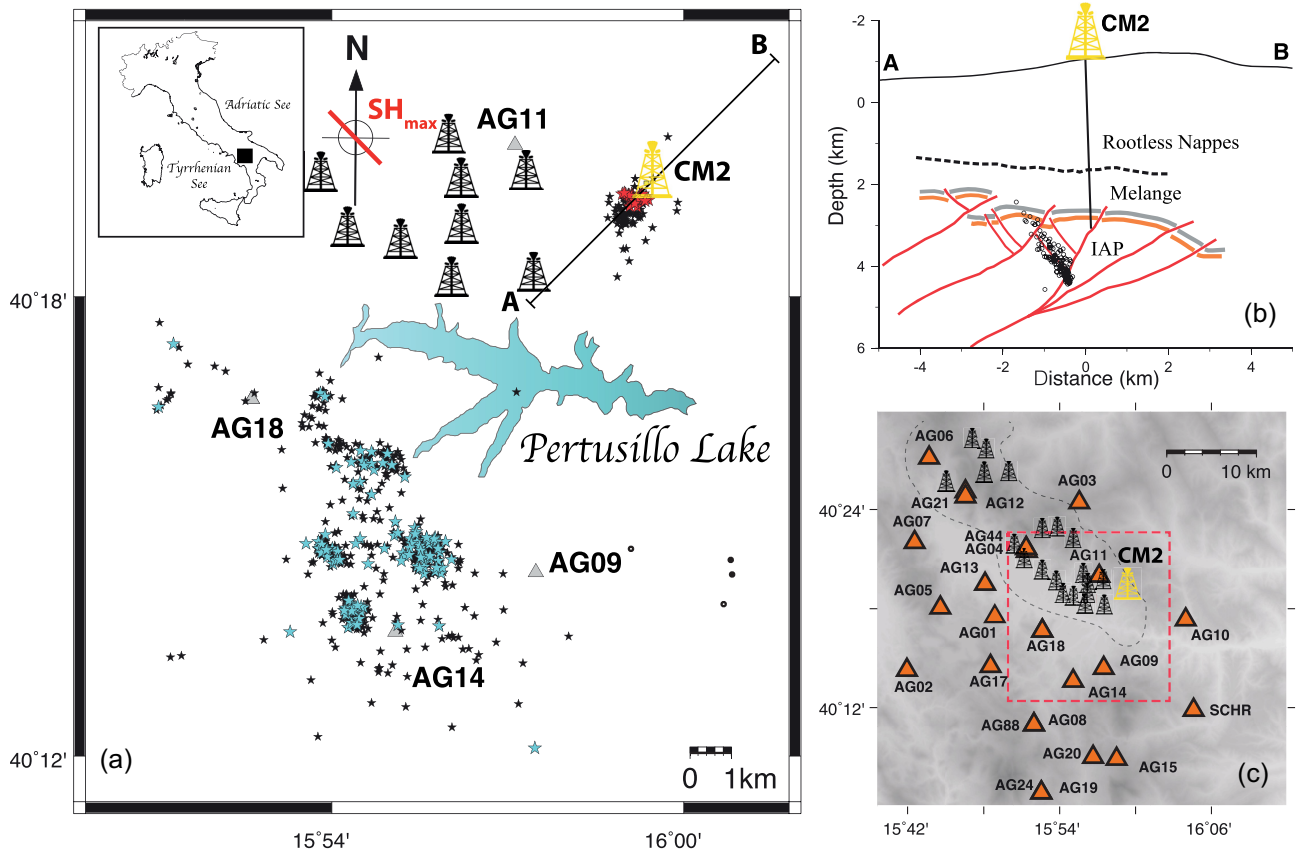 Adriatic See
Tyrrhenian
See
N
SHmax
AG11
B
CM2
A
40°18'
AG18
Pertusillo Lake
AG09
AG14
40°12'
(a)
0 1km
15°54'
16°00'
-2
0
2
4
6
Depth (km)
CM2
A
B
Rootless Nappes
Melange
IAP
(b)
-4
-2
0
2
4
Distance (km)
AG06
0 10 km
AG21
AG12
AG03
40°24'
AG07
AG44
AG04
AG11
CM2
AG13
AG05
AG01
AG18
AG10
AG02
AG17
AG09
AG14
40°12'
SCHR
AG88
AG08
AG20
AG15
AG24
AG19
(c)
15°42'
15°54'
16°06'